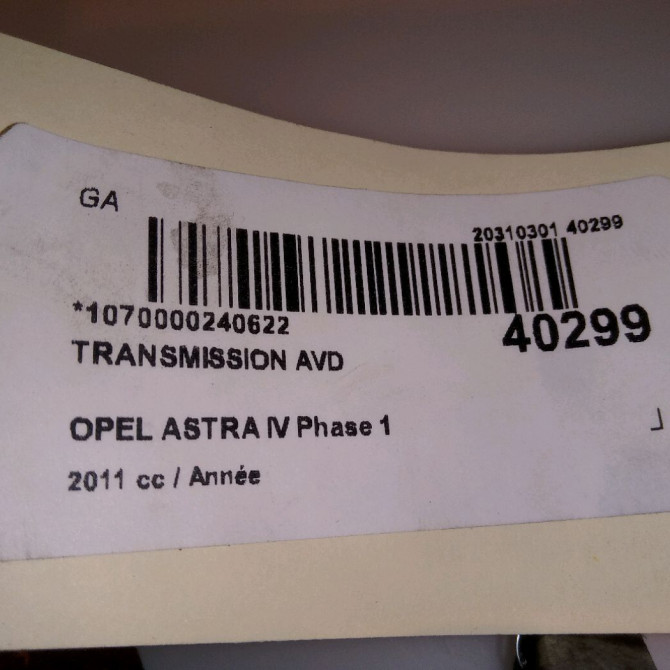 GA
20310301 40299
*1070000240622
40299
TRANSMISSION AVD
OPEL ASTRA IV Phase 1
2011 cc / Année